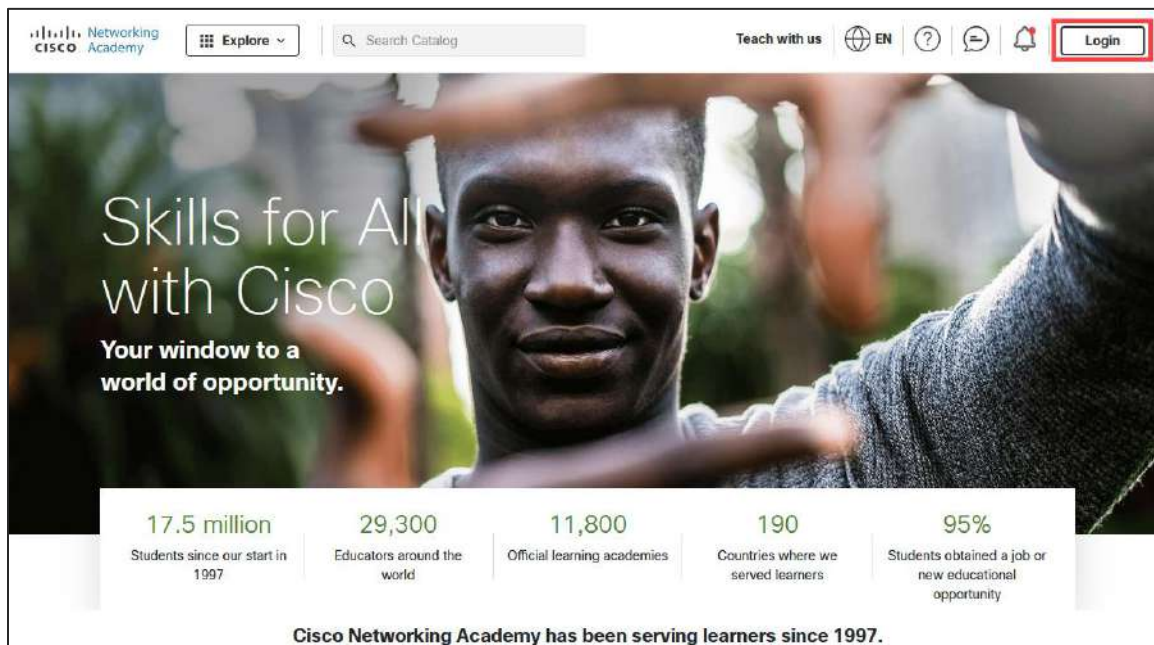 CISCO Networking Academy
Explore
Search Catalog
Teach with us
EN
?
Login
Skills for All
with Cisco
Your window to a
world of opportunity.
17.5 million
Students since our start in
1997
29,300
Educators around the
world
11,800
Official learning academies
190
Countries where we
served learners
95%
Students obtained a job or
new educational
opportunity
Cisco Networking Academy has been serving learners since 1997.